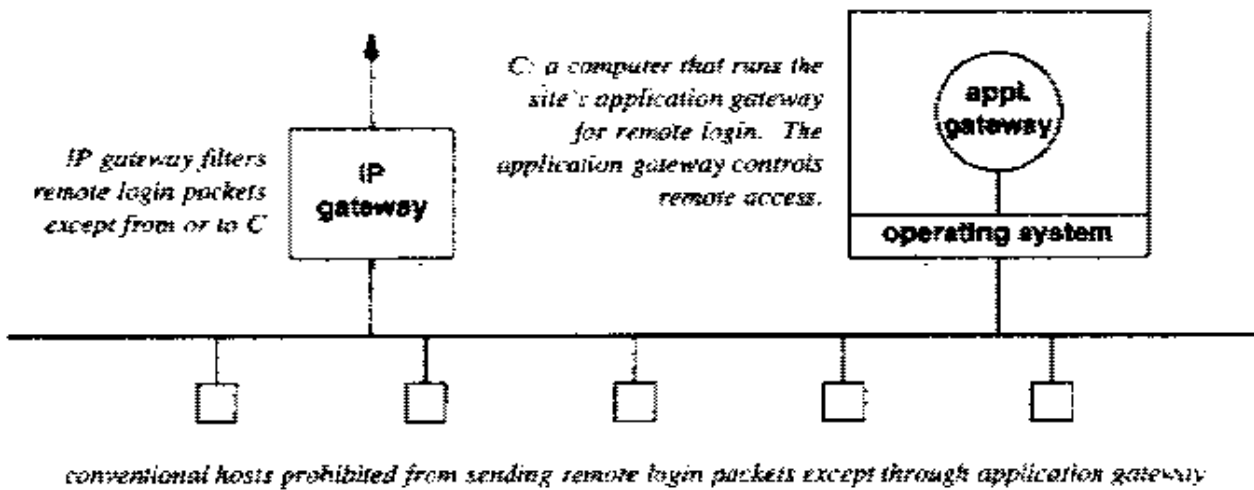 IP gateway filters
remote login packets
except from or to C
IP
gateway
C: a computer that runs the
site's application gateway
for remote login. The
application gateway controls
remote access.
appl.
gateway
operating system
conventional hosts prohibited from sending remote login packets except through application gateway